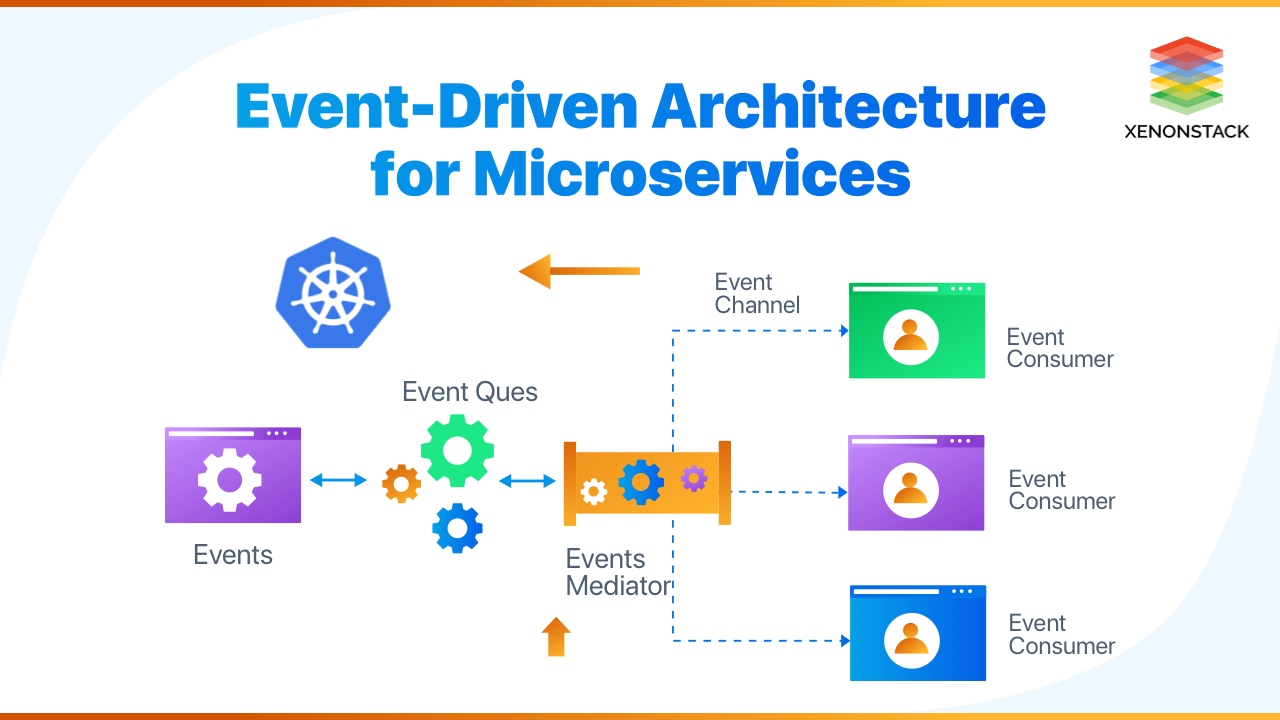 Event-Driven Architecture
for Microservices
XENONSTACK
Event
Channel
Event
Consumer
Event Ques
Events
Events
Mediator
Event
Consumer
Event
Consumer